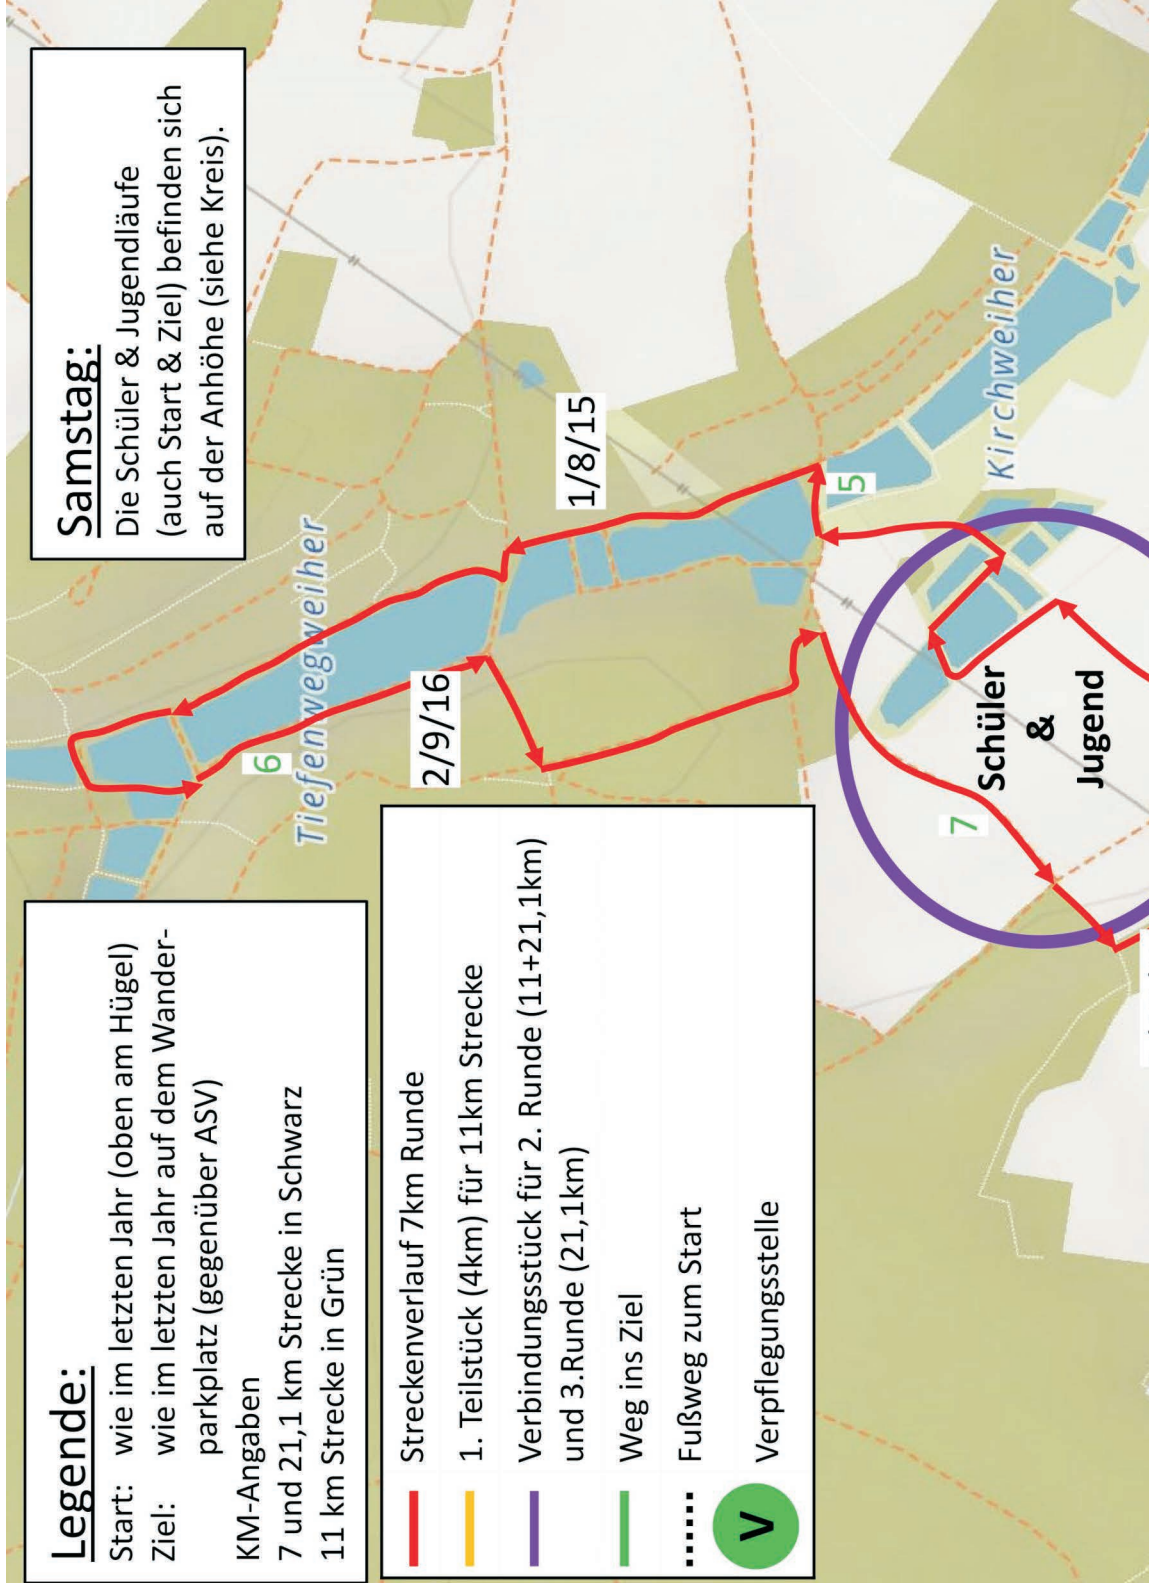 Legende:
Start: wie im letzten Jahr (oben am Hügel)
Ziel: wie im letzten Jahr auf dem Wander-
parkplatz (gegenüber ASV)
KM-Angaben
7 und 21,1 km Strecke in Schwarz
11 km Strecke in Grün
Streckenverlauf 7km Runde
1. Teilstück (4km) für 11km Strecke
Verbindungsstück für 2. Runde (11+21,1km)
und 3.Runde (21,1km)
Weg ins Ziel
Fußweg zum Start
V Verpflegungsstelle
Samstag:
Die Schüler & Jugendläufe
(auch Start & Ziel) befinden sich
auf der Anhöhe (siehe Kreis).
6
Tiefenwegweiher
2/9/16
1/8/15
5
Kirchweiher
7
Schüler
&
Jugend